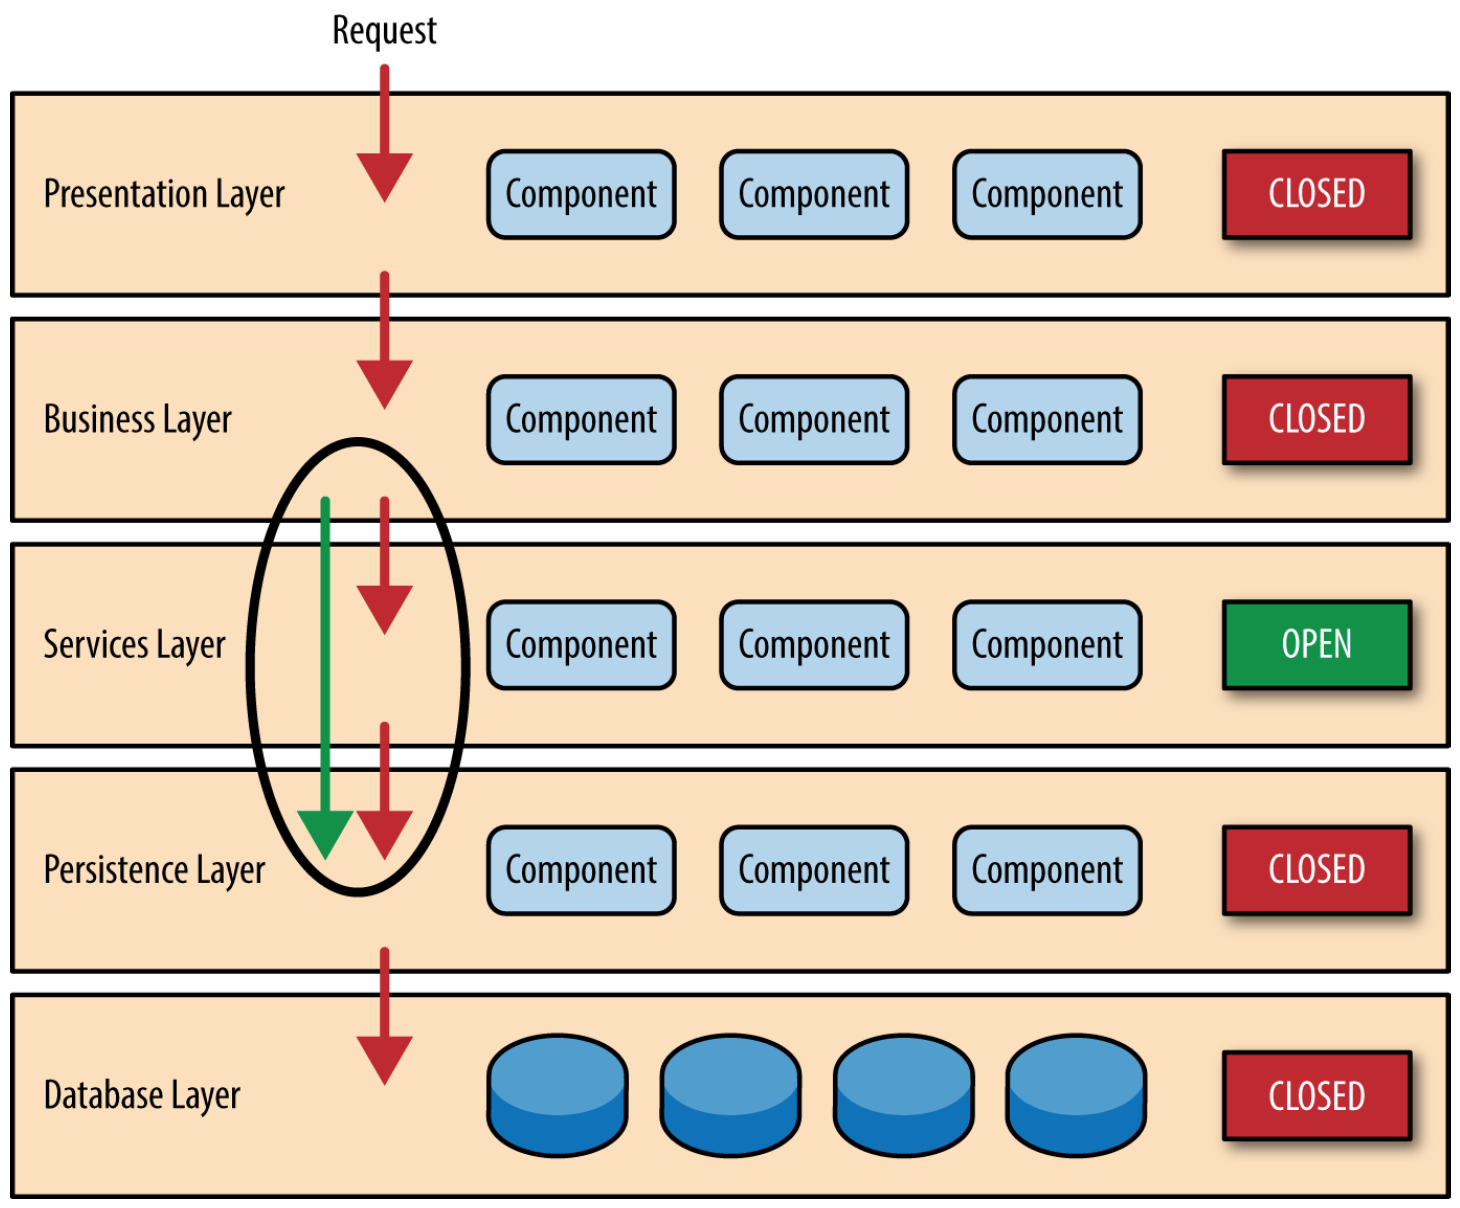 Request
Presentation Layer Component Component Component CLOSED
Business Layer Component Component Component CLOSED
Services Layer Component Component Component OPEN
Persistence Layer Component Component Component CLOSED
Database Layer CLOSED